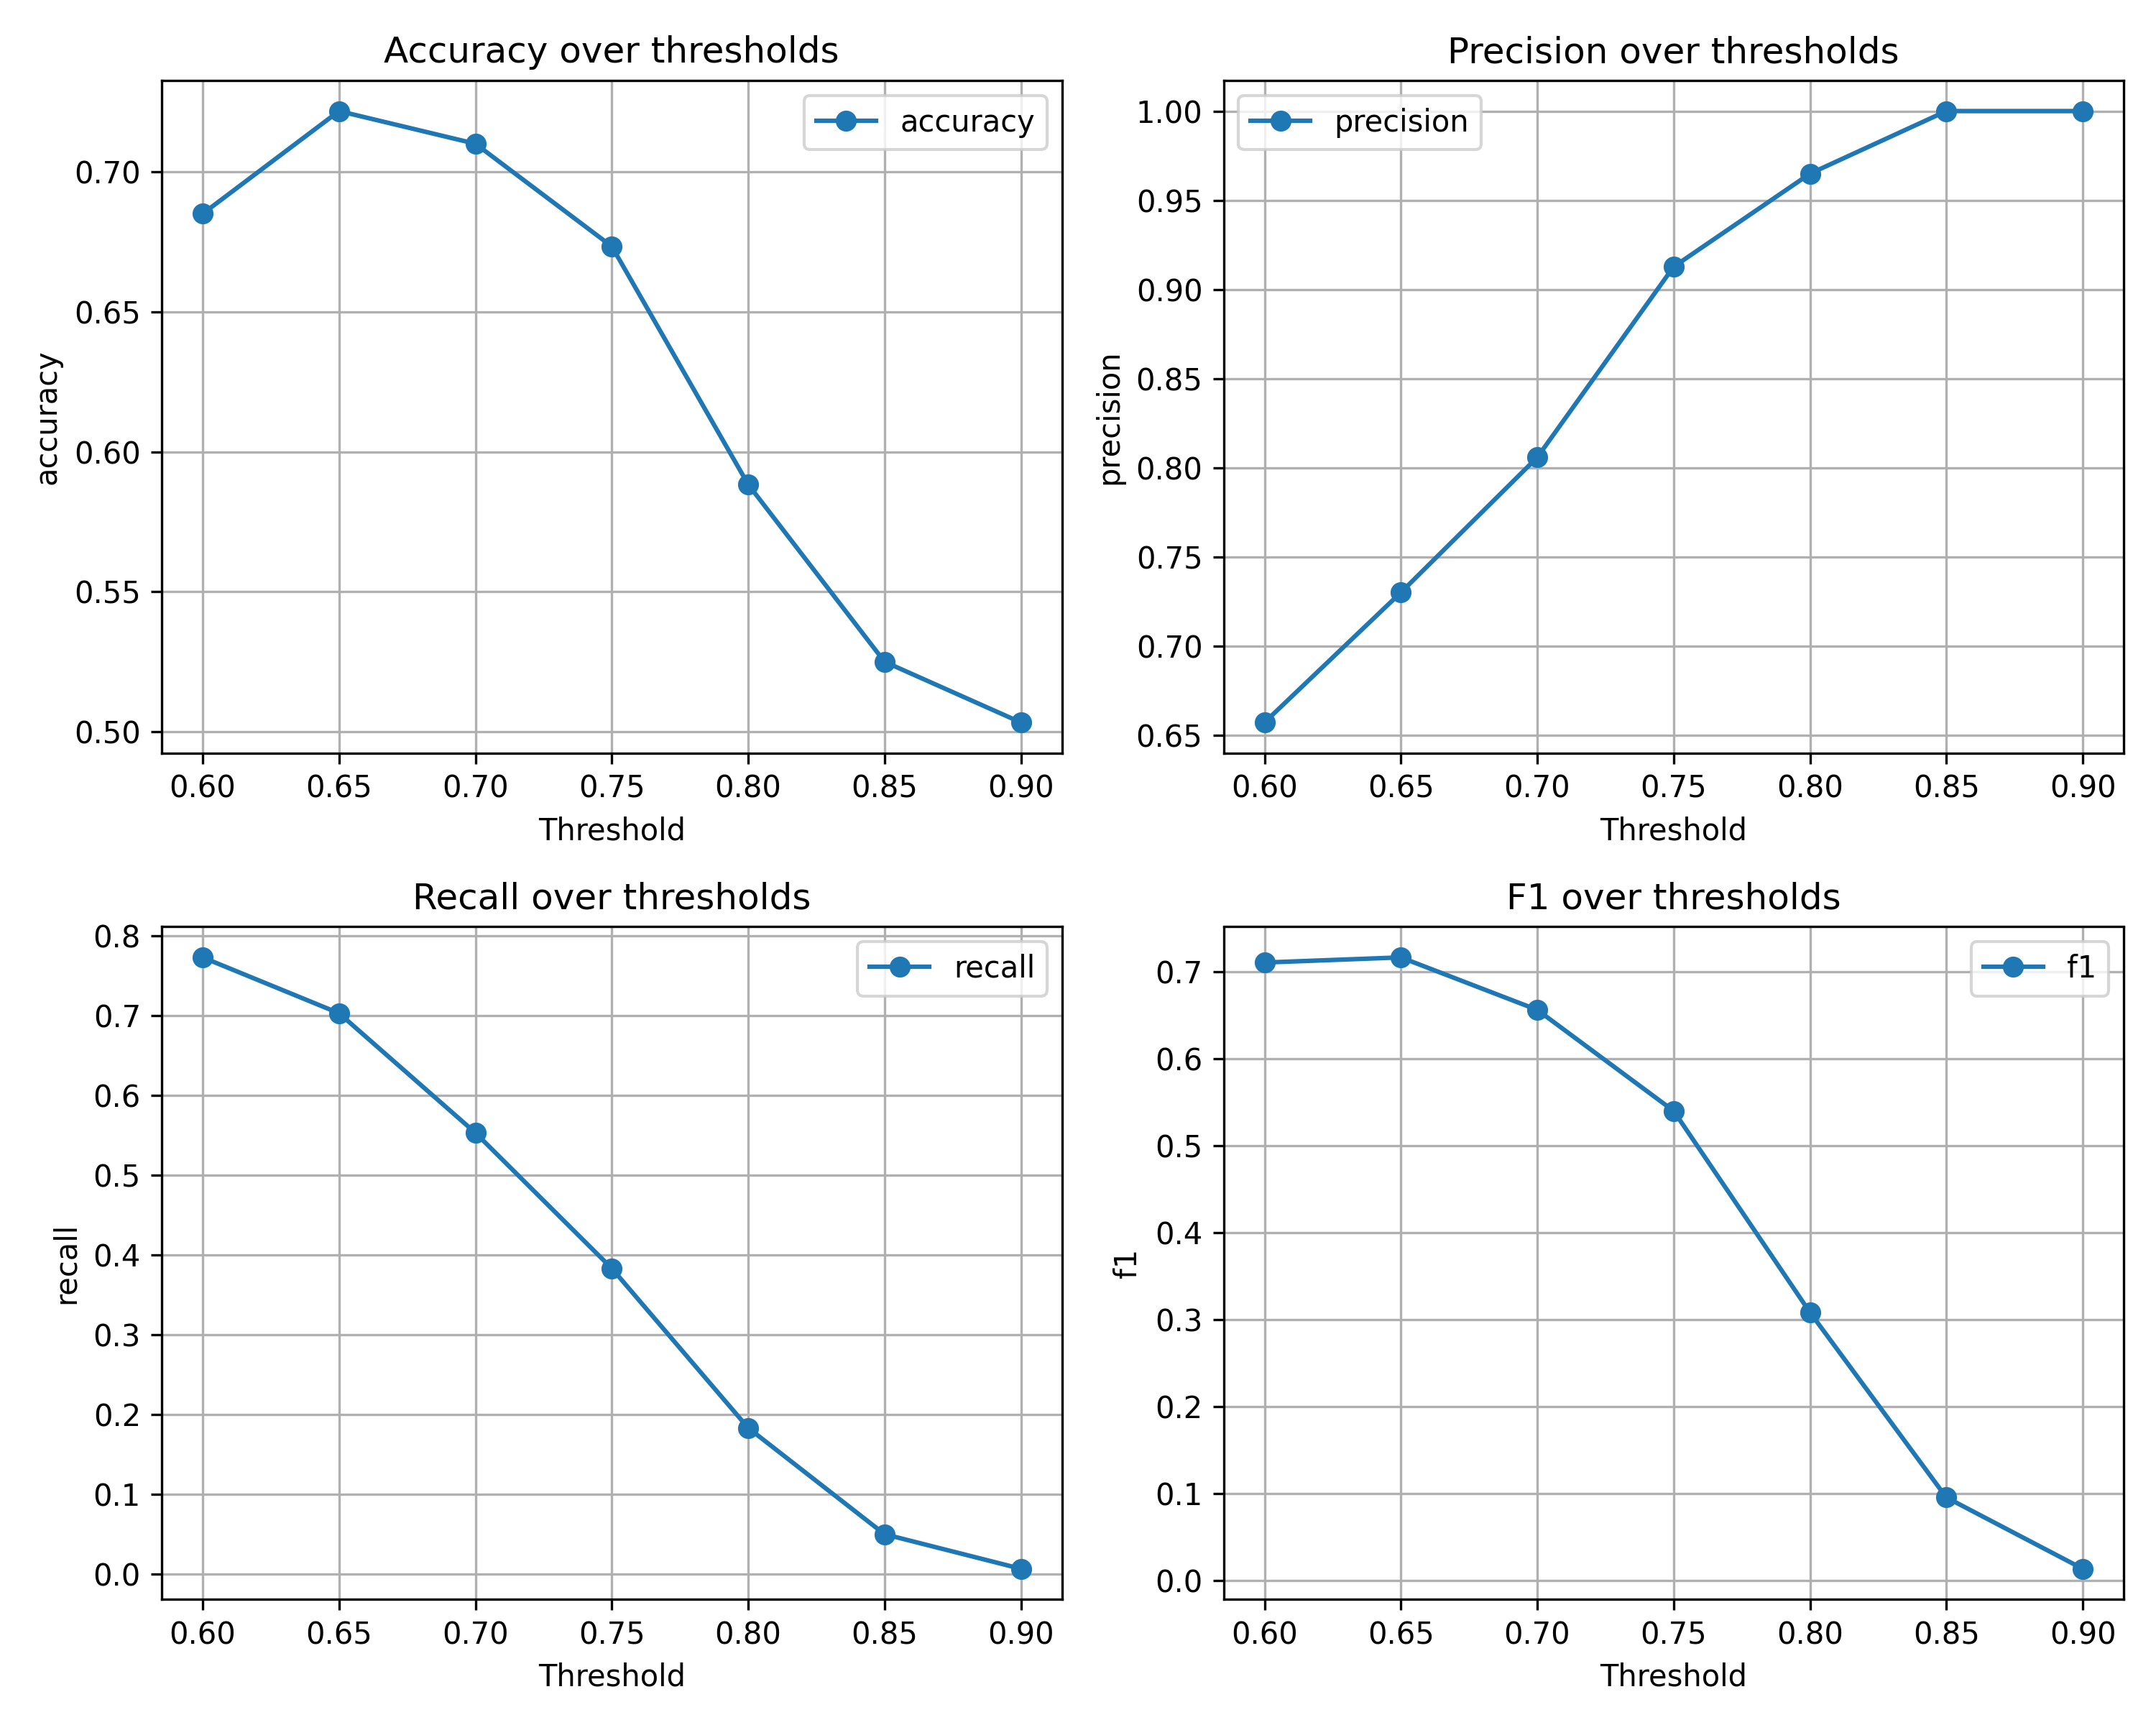 Accuracy over thresholds
accuracy
accuracy
0.70
0.65
0.60
0.55
0.50
0.60 0.65 0.70 0.75 0.80 0.85 0.90
Threshold
Precision over thresholds
precision
precision
1.00
0.95
0.90
0.85
0.80
0.75
0.70
0.65
0.60 0.65 0.70 0.75 0.80 0.85 0.90
Threshold
Recall over thresholds
recall
recall
0.8
0.7
0.6
0.5
0.4
0.3
0.2
0.1
0.0
0.60 0.65 0.70 0.75 0.80 0.85 0.90
Threshold
F1 over thresholds
f1
f1
0.7
0.6
0.5
0.4
0.3
0.2
0.1
0.0
0.60 0.65 0.70 0.75 0.80 0.85 0.90
Threshold